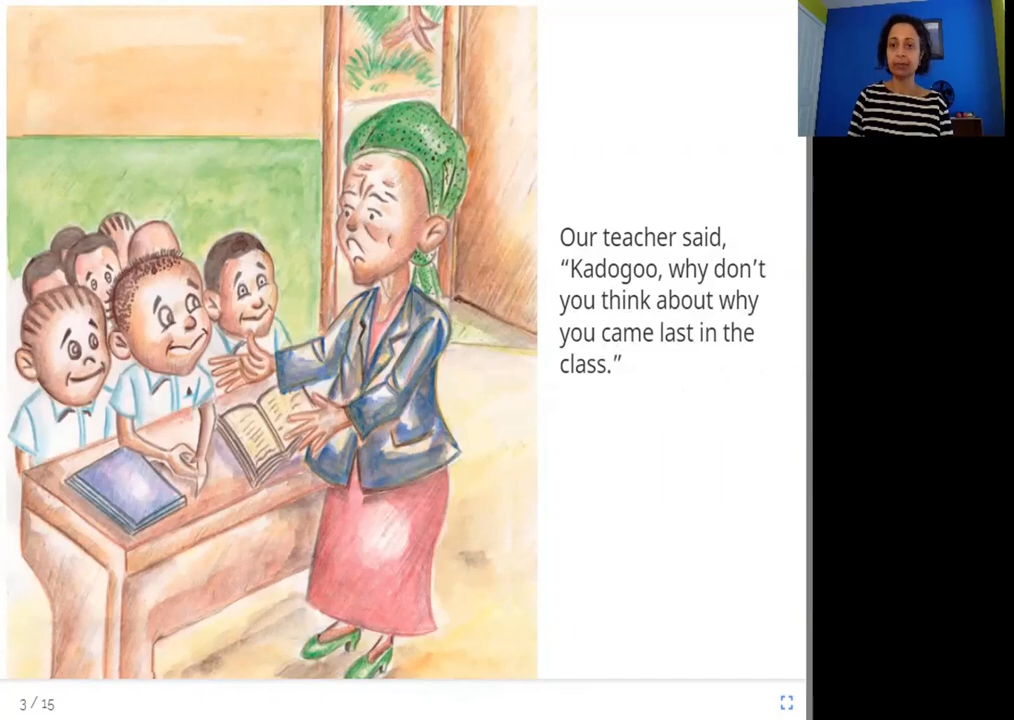 Our teacher said,
“Kadogoo, why don’t
you think about why
you came last in the
class.”
3 / 15